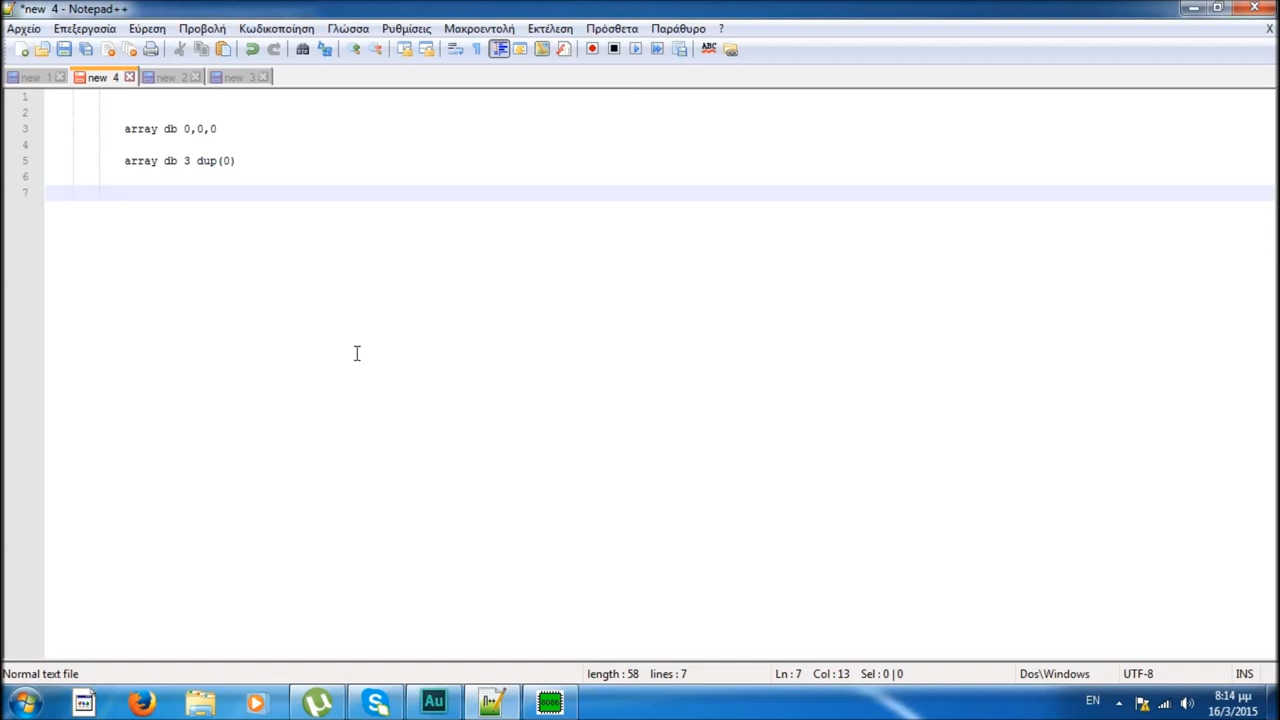 *new  4 - Notepad++
Αρχείο Επεξεργασία Εύρεση Προβολή Κωδικοποίηση Γλώσσα Ρυθμίσεις Μακροεντολή Εκτέλεση Πρόσθετα Παράθυρο ? X
new  1 new  4 new  2 new  3
1
2
3 array db 0,0,0
4
5 array db 3 dup(0)
6
7
Normal text file length : 58 lines : 7 Ln : 7 Col : 13 Sel : 0 | 0 Dos\Windows UTF-8 INS
Au n++ 8086 EN 8:14 μμ
16/3/2015